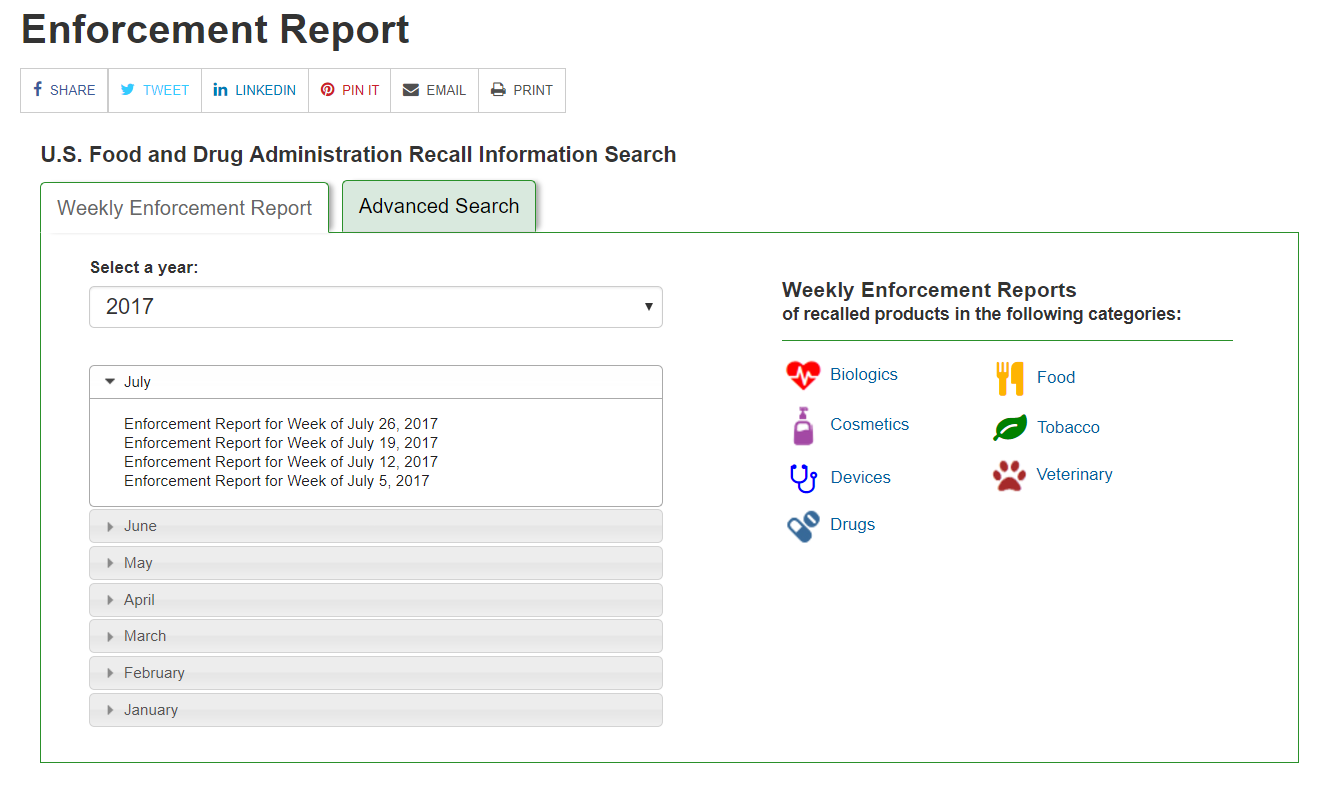 Enforcement Report
SHARE
TWEET
LINKEDIN
PIN IT
EMAIL
PRINT
U.S. Food and Drug Administration Recall Information Search
Weekly Enforcement Report
Advanced Search
Select a year:
2017
July
Enforcement Report for Week of July 26, 2017
Enforcement Report for Week of July 19, 2017
Enforcement Report for Week of July 12, 2017
Enforcement Report for Week of July 5, 2017
June
May
April
March
February
January
Weekly Enforcement Reports
of recalled products in the following categories:
Biologics
Cosmetics
Devices
Drugs
Food
Tobacco
Veterinary